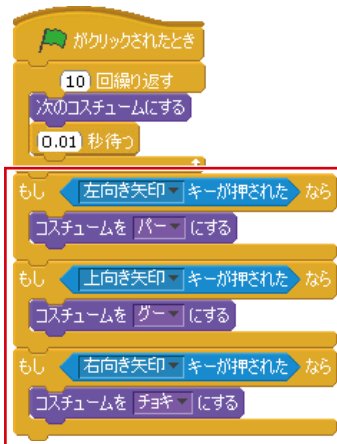 がクリックされたとき
10 回繰り返す
次のコスチュームにする
0.01 秒待つ
もし 左向き矢印 キーが押された なら
コスチュームを パー にする
もし 上向き矢印 キーが押された なら
コスチュームを グー にする
もし 右向き矢印 キーが押された なら
コスチュームを チョキ にする